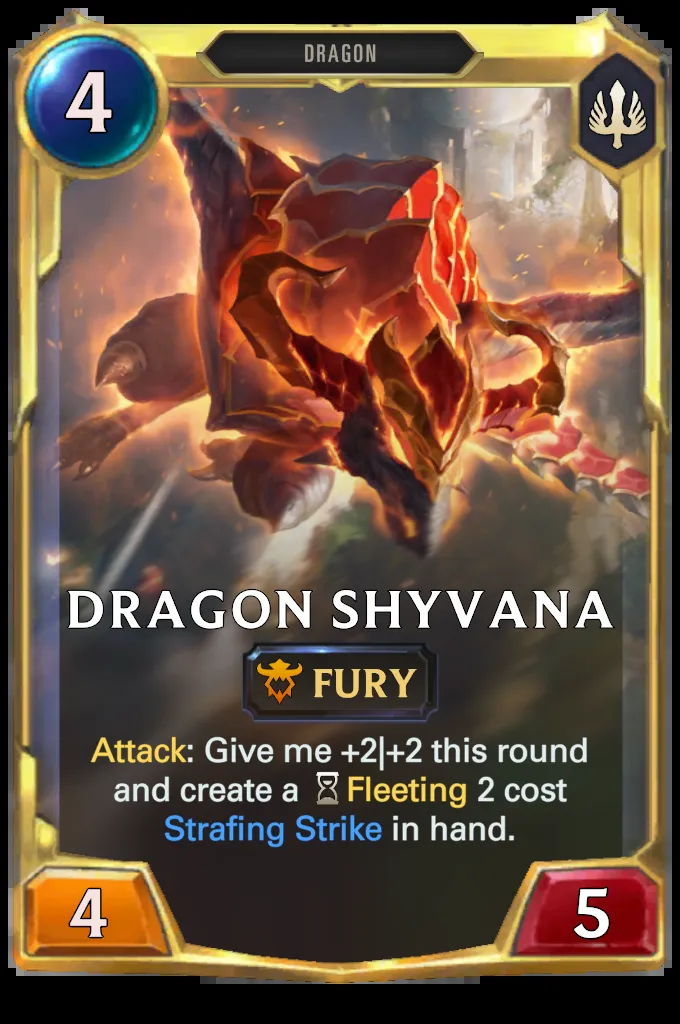 4
DRAGON
DRAGON SHYVANA
FURY
Attack: Give me +2|+2 this round
and create a Fleeting 2 cost
Strafing Strike in hand.
4
5